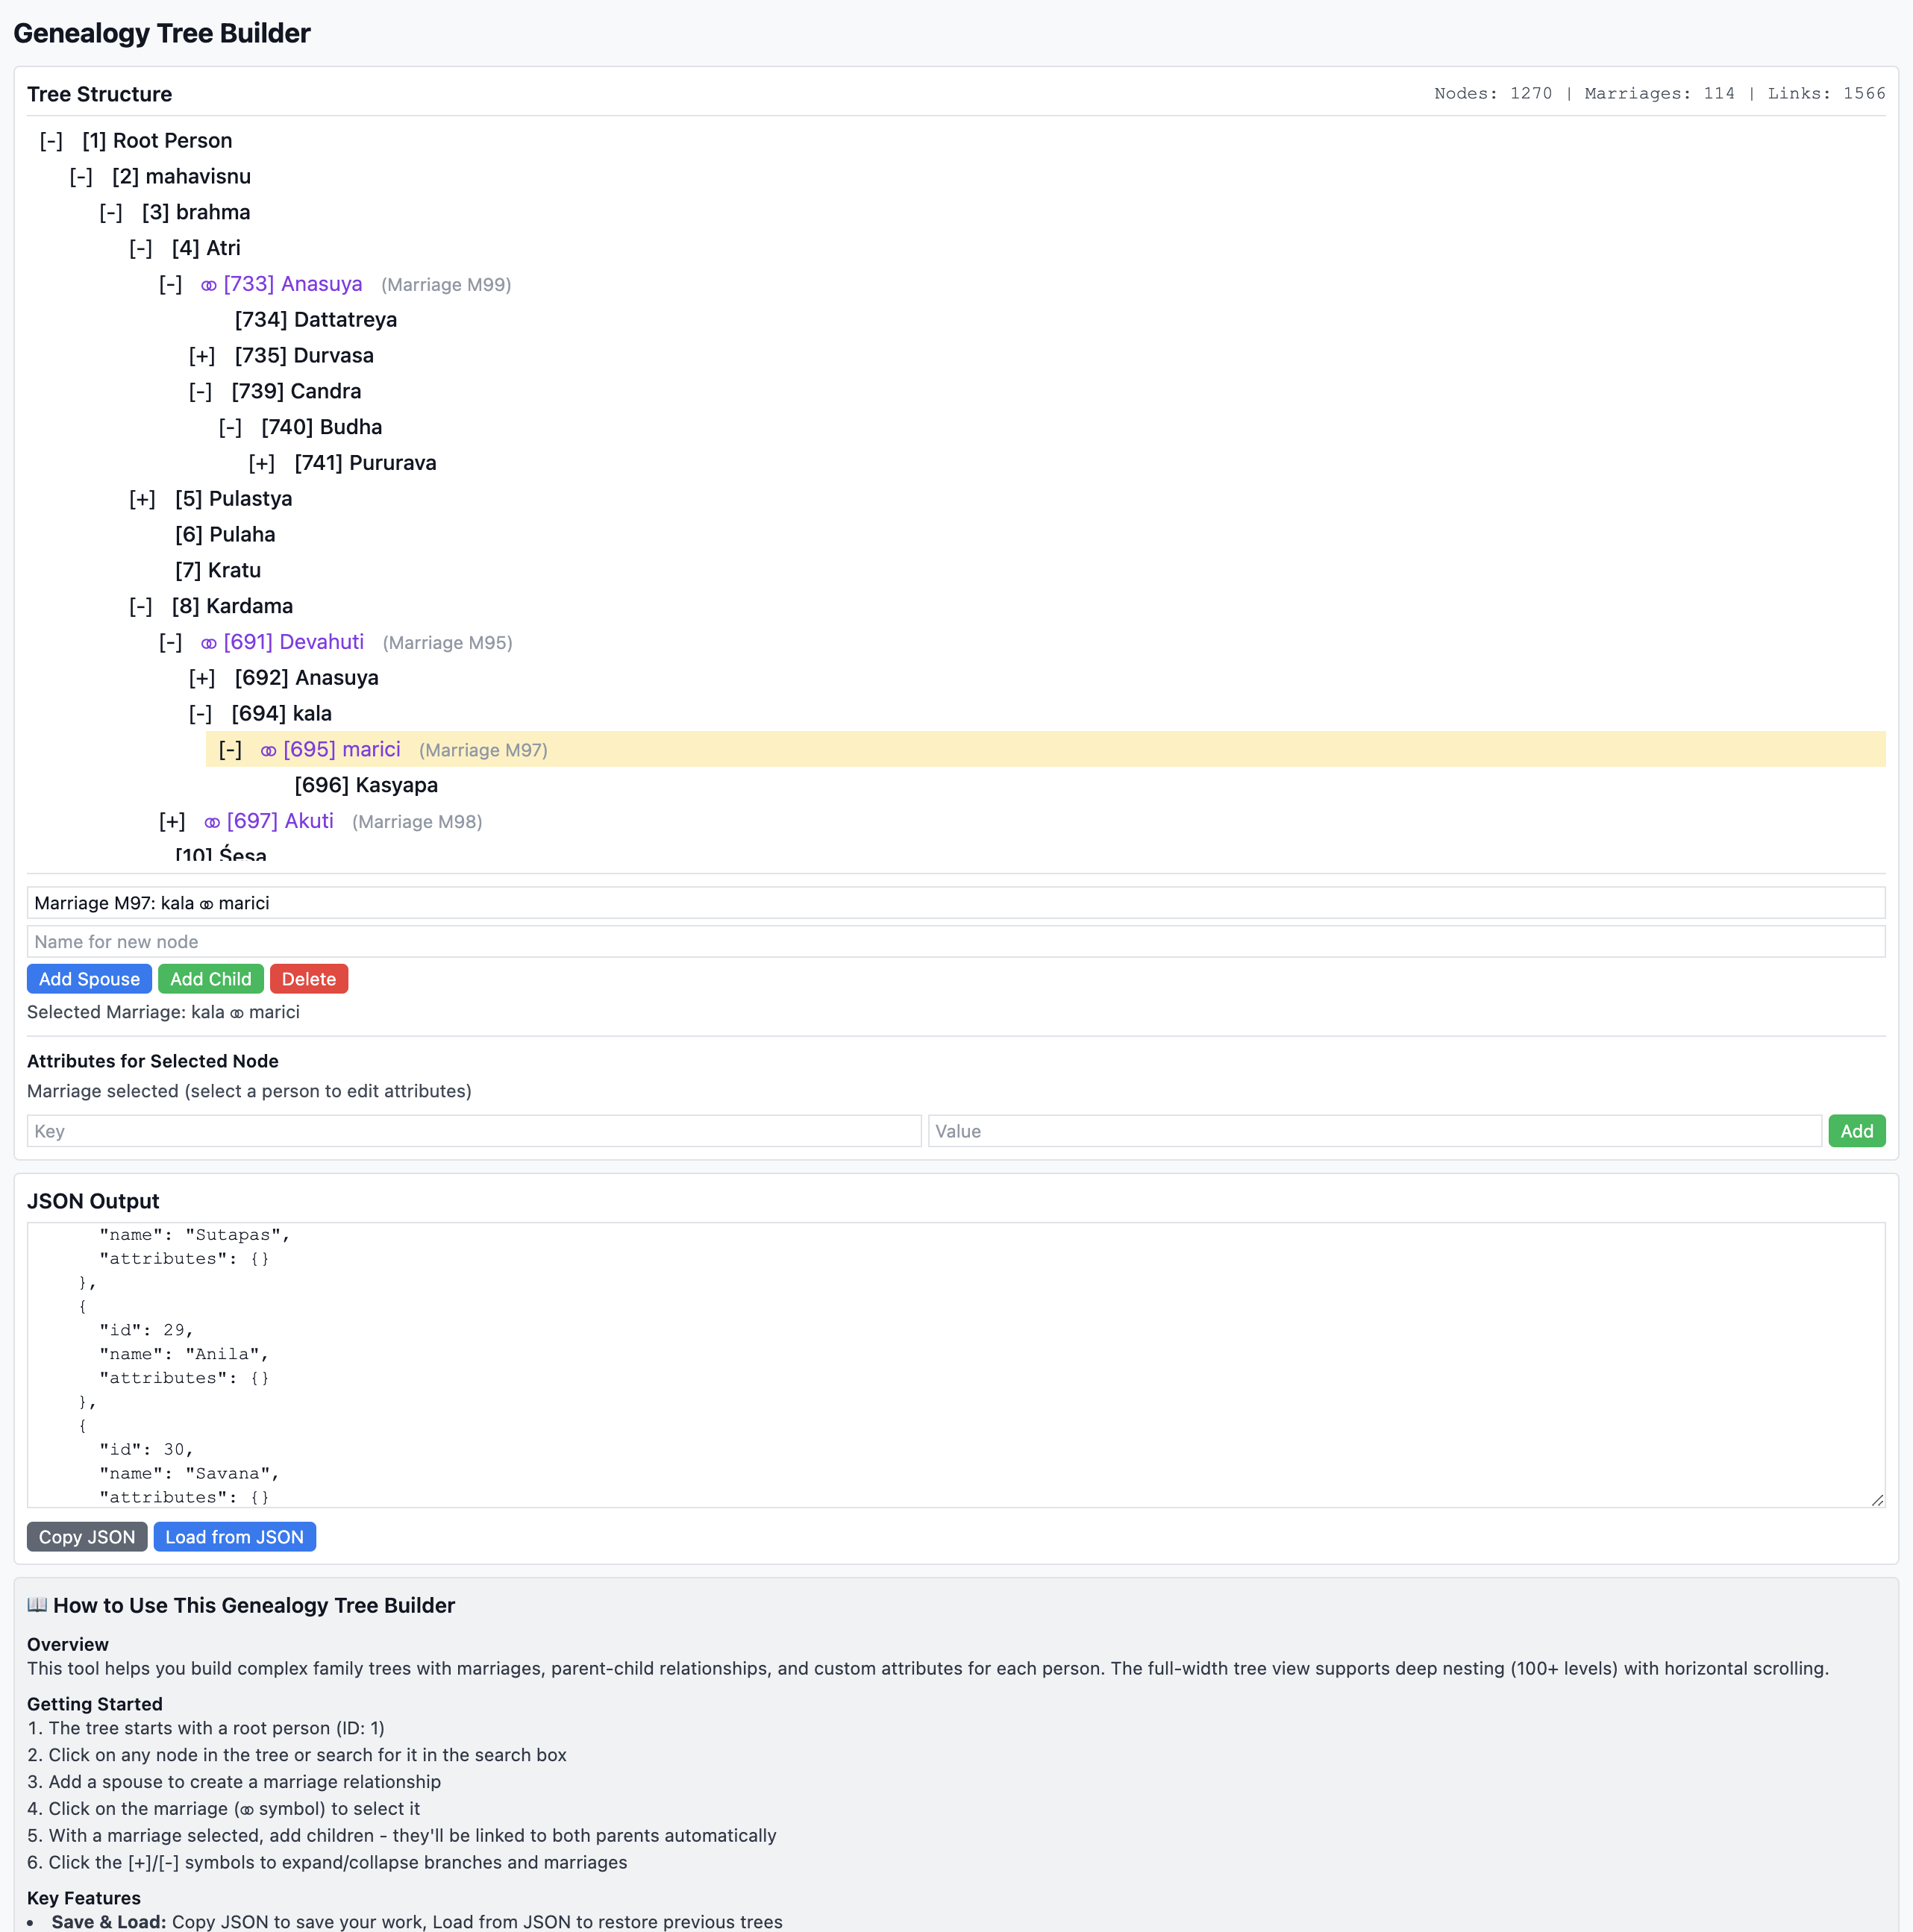 Genealogy Tree Builder
Tree Structure
Nodes: 1270 | Marriages: 114 | Links: 1566
[-] [1] Root Person
[-] [2] mahavisnu
[-] [3] brahma
[-] [4] Atri
[-] ⚭ [733] Anasuya (Marriage M99)
[734] Dattatreya
[+] [735] Durvasa
[-] [739] Candra
[-] [740] Budha
[+] [741] Pururava
[+] [5] Pulastya
[6] Pulaha
[7] Kratu
[-] [8] Kardama
[-] ⚭ [691] Devahuti (Marriage M95)
[+] [692] Anasuya
[-] [694] kala
[-] ⚭ [695] marici (Marriage M97)
[696] Kasyapa
[+] ⚭ [697] Akuti (Marriage M98)
[10] Śesa
Marriage M97: kala ⚭ marici
Name for new node
Add Spouse Add Child Delete
Selected Marriage: kala ⚭ marici
Attributes for Selected Node
Marriage selected (select a person to edit attributes)
Key Value Add
JSON Output
"name": "Sutapas",
"attributes": {}
},
{
"id": 29,
"name": "Anila",
"attributes": {}
},
{
"id": 30,
"name": "Savana",
"attributes": {}
Copy JSON Load from JSON
📖 How to Use This Genealogy Tree Builder
Overview
This tool helps you build complex family trees with marriages, parent-child relationships, and custom attributes for each person. The full-width tree view supports deep nesting (100+ levels) with horizontal scrolling.
Getting Started
1. The tree starts with a root person (ID: 1)
2. Click on any node in the tree or search for it in the search box
3. Add a spouse to create a marriage relationship
4. Click on the marriage (⚭ symbol) to select it
5. With a marriage selected, add children - they'll be linked to both parents automatically
6. Click the [+]/[-] symbols to expand/collapse branches and marriages
Key Features
• Save & Load: Copy JSON to save your work, Load from JSON to restore previous trees